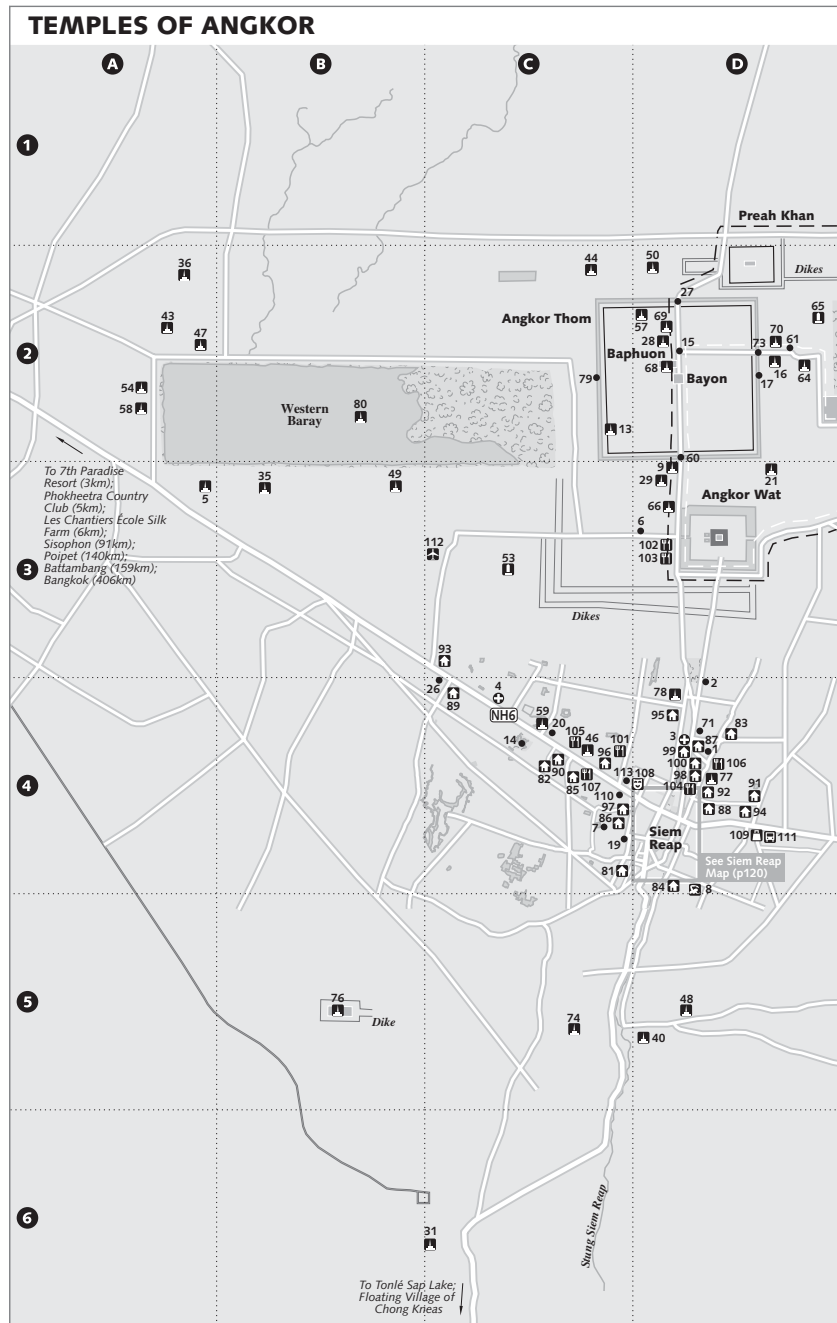 TEMPLES OF ANGKOR
A
B
C
D
1
Preah Khan
36
44
50
Dikes
27
65
43
Angkor Thom
57
69
47
28
15
70
61
73
2
Baphuon
68
Bayon
16
64
17
54
79
58
Western
Baray
80
13
60
To 7th Paradise
Resort (3km);
Phokheetra Country
Club (5km);
Les Chantiers École Silk
Farm (6km);
Sisophon (91km);
Poipet (140km);
Battambang (159km);
Bangkok (406km)
5
35
49
9
29
21
Angkor Wat
66
6
102
103
112
53
3
Dikes
93
26
89
4
NH6
2
78
95
71
83
59
20
105
46
101
3
87
1
14
96
99
100
106
82
90
85
107
113
108
98
77
104
92
91
4
110
97
88
94
86
7
19
Siem
Reap
109
111
See Siem Reap
Map (p120)
81
84
8
5
76
Dike
74
48
40
Stung Siem Reap
6
31
To Tonlé Sap Lake;
Floating Village of
Chong Kneas